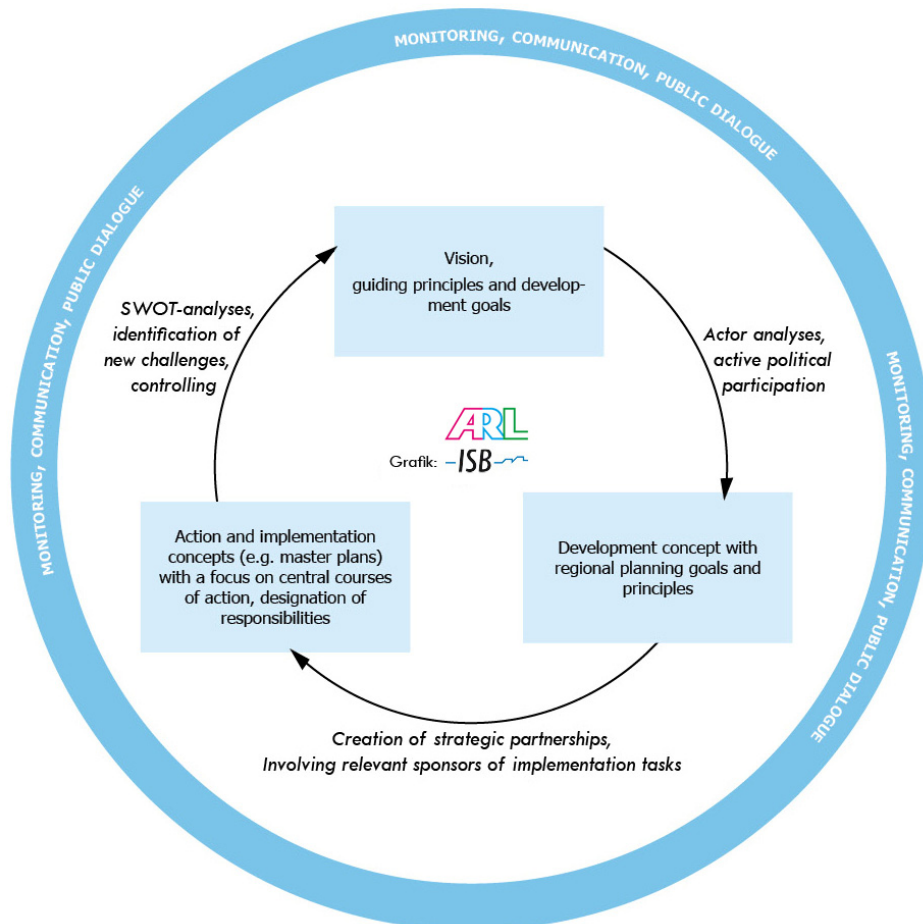 MONITORING, COMMUNICATION, PUBLIC DIALOGUE
MONITORING, COMMUNICATION, PUBLIC DIALOGUE
Vision,
guiding principles and develop-
ment goals
SWOT-analyses,
identification of
new challenges,
controlling
Actor analyses,
active political
participation
ARL
Grafik: ISB
Action and implementation
concepts (e.g. master plans)
with a focus on central courses
of action, designation of
responsibilities
Development concept with
regional planning goals and
principles
Creation of strategic partnerships,
Involving relevant sponsors of implementation tasks
MONITORING, COMMUNICATION, PUBLIC DIALOGUE